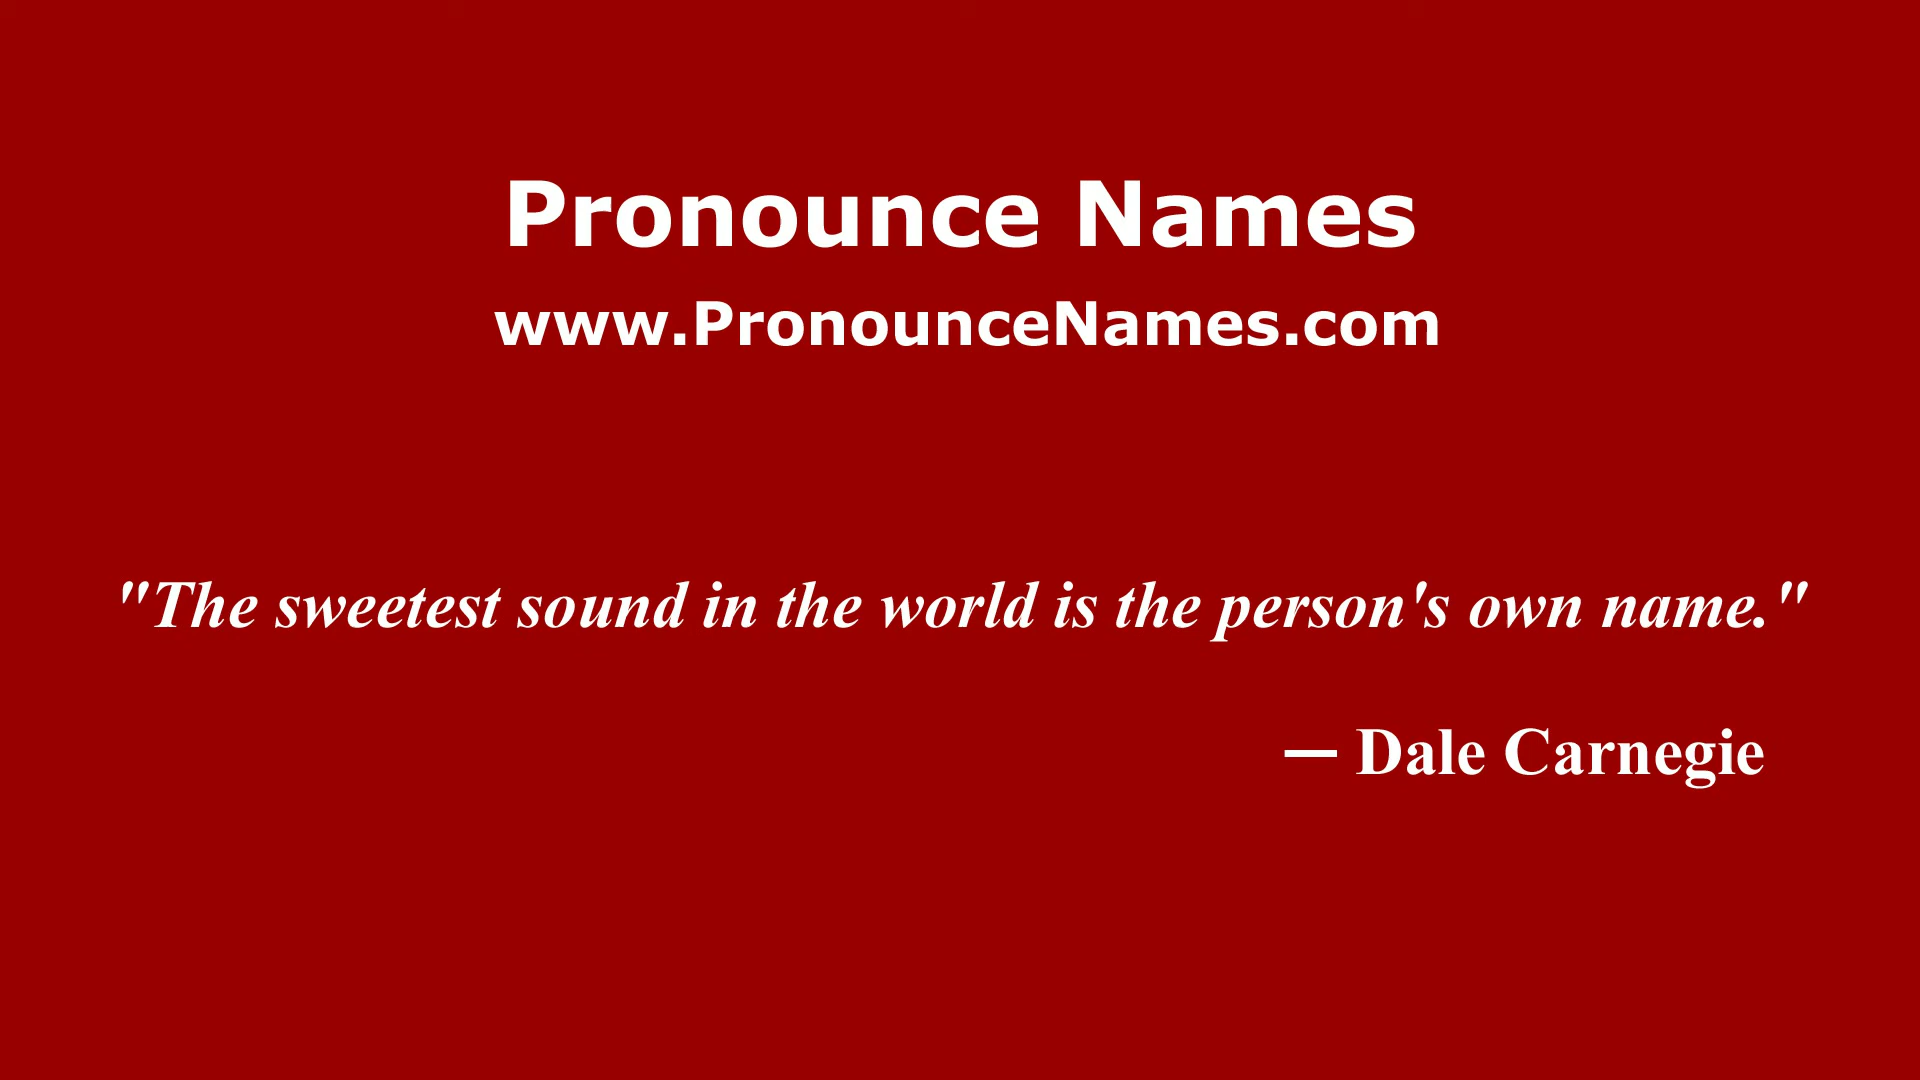 Pronounce Names
www.PronounceNames.com
"The sweetest sound in the world is the person's own name."
— Dale Carnegie